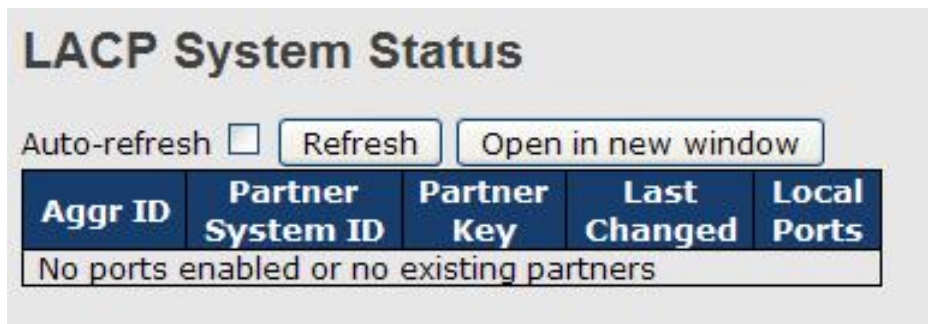 LACP System Status
Auto-refresh Refresh Open in new window
Aggr ID Partner System ID Partner Key Last Changed Local Ports
No ports enabled or no existing partners